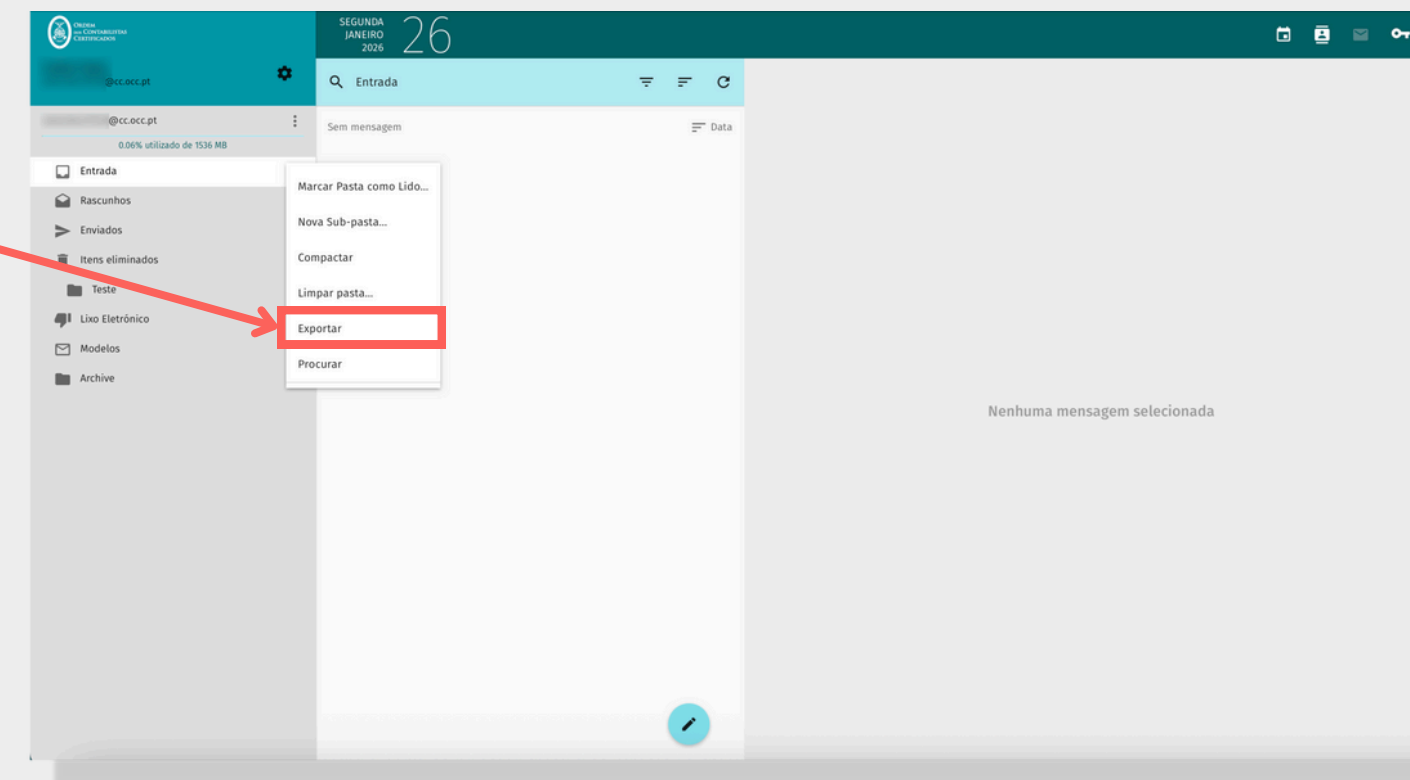 ORDEM
DOS CONTABILISTAS
CERTIFICADOS
SEGUNDA
JANEIRO
2026
26
@cc.occ.pt
Entrada
@cc.occ.pt
0.06% utilizado de 1536 MB
Sem mensagem
Data
Entrada
Rascunhos
Enviados
Itens eliminados
Teste
Lixo Eletrónico
Modelos
Archive
Marcar Pasta como Lido...
Nova Sub-pasta...
Compactar
Limpar pasta...
Exportar
Procurar
Nenhuma mensagem selecionada